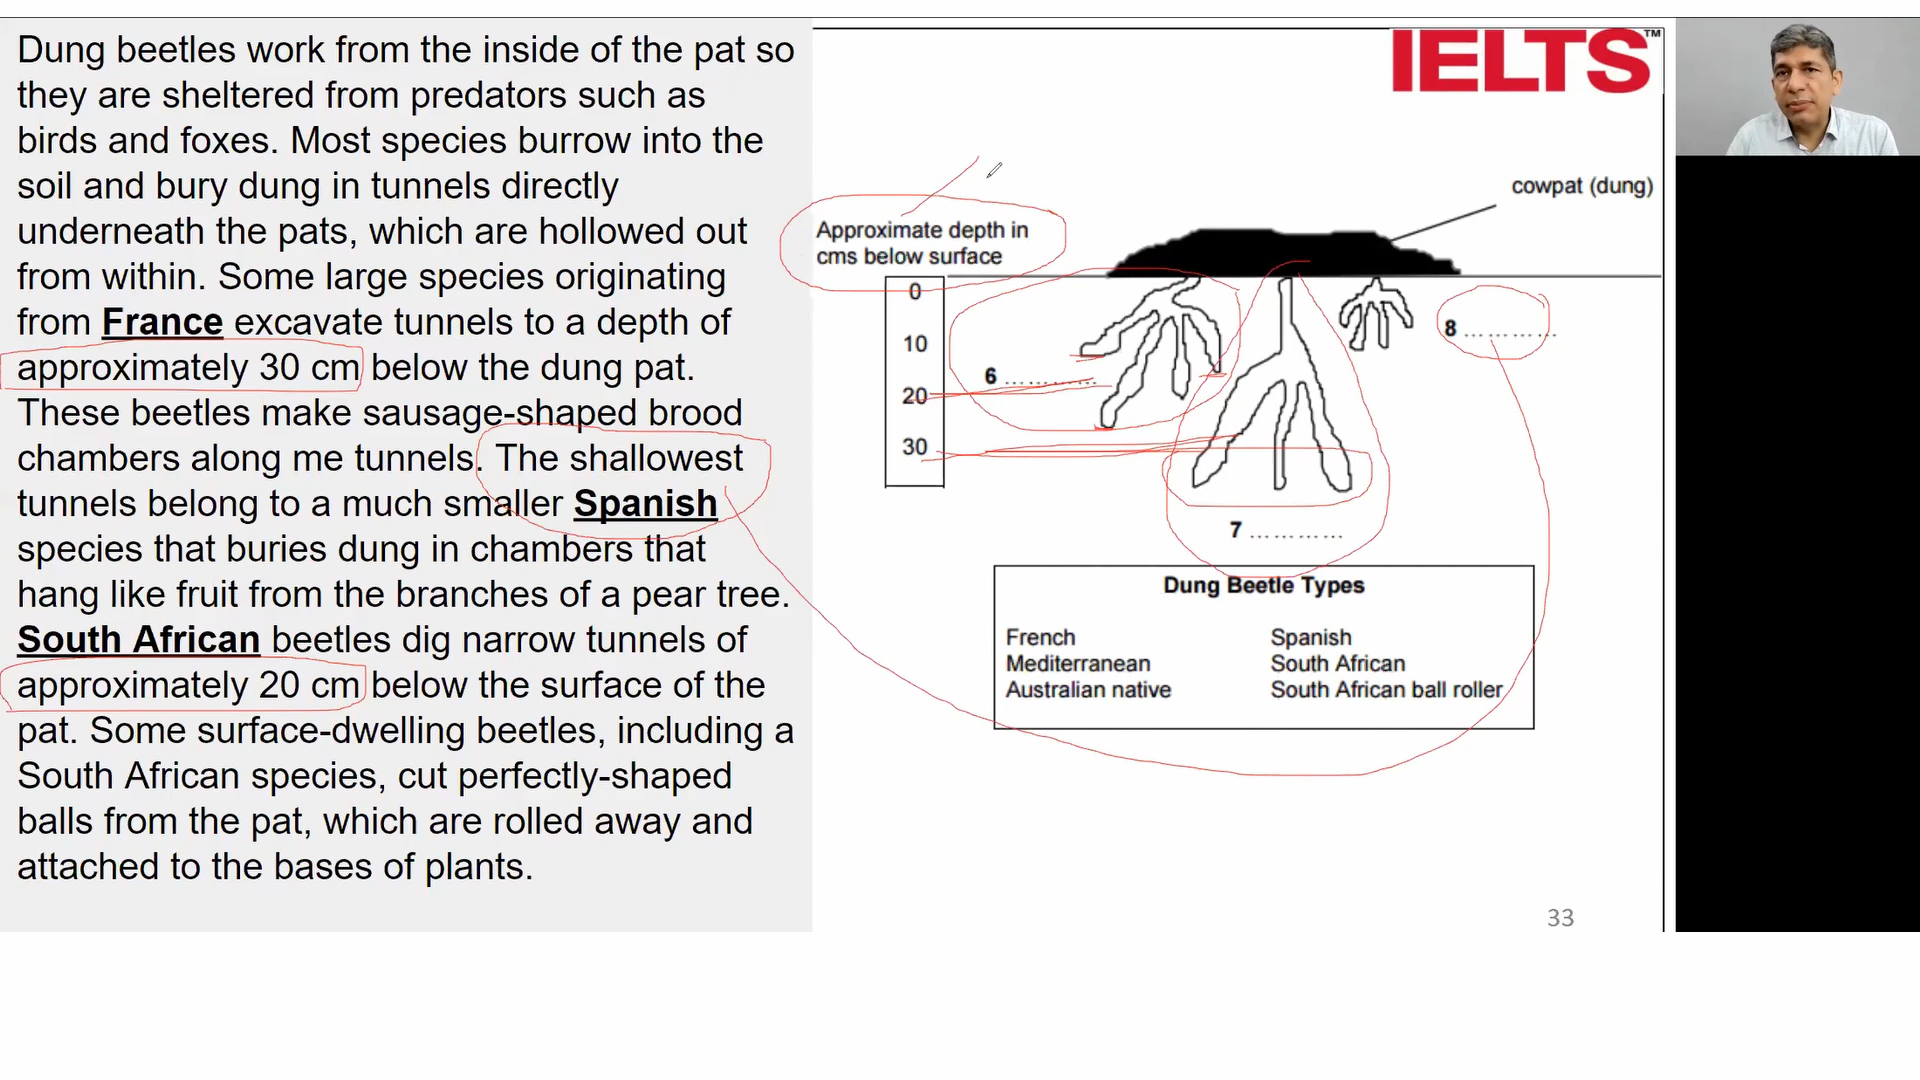 Dung beetles work from the inside of the pat so
they are sheltered from predators such as
birds and foxes. Most species burrow into the
soil and bury dung in tunnels directly
underneath the pats, which are hollowed out
from within. Some large species originating
from France excavate tunnels to a depth of
approximately 30 cm below the dung pat.
These beetles make sausage-shaped brood
chambers along me tunnels. The shallowest
tunnels belong to a much smaller Spanish
species that buries dung in chambers that
hang like fruit from the branches of a pear tree.
South African beetles dig narrow tunnels of
approximately 20 cm below the surface of the
pat. Some surface-dwelling beetles, including a
South African species, cut perfectly-shaped
balls from the pat, which are rolled away and
attached to the bases of plants.
IELTS™
cowpat (dung)
Approximate depth in
cms below surface
0
10
20
30
6 …………
7 …………
8 …………
Dung Beetle Types
French Spanish
Mediterranean South African
Australian native South African ball roller
33